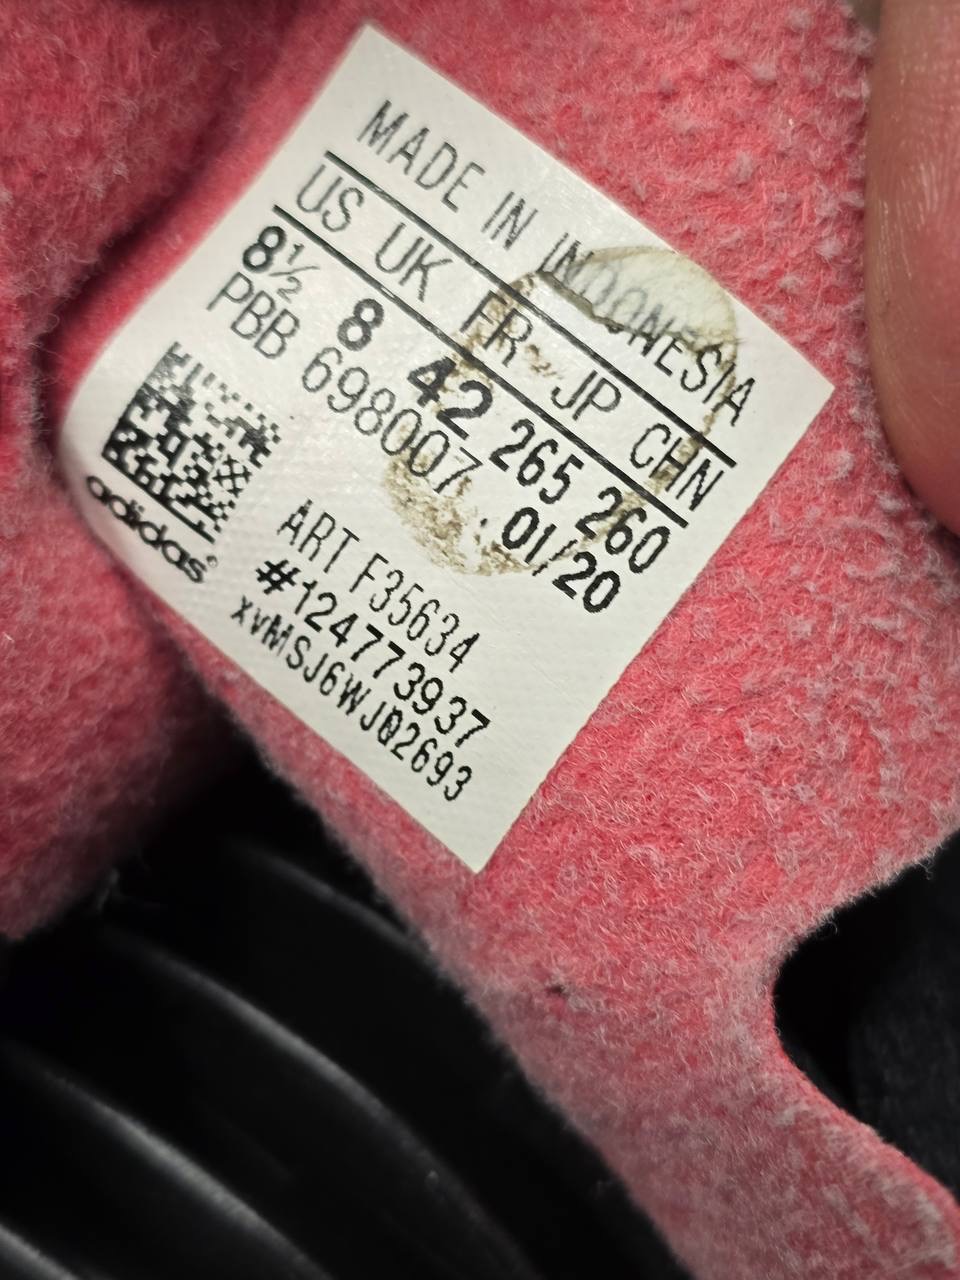 MADE IN INDONESIA
US UK FR JP CHN
8½ 8 42 265 260
PBB 698007 01/20
ART F35634
#124773937
xvMSJ6WJQ2693
adidas